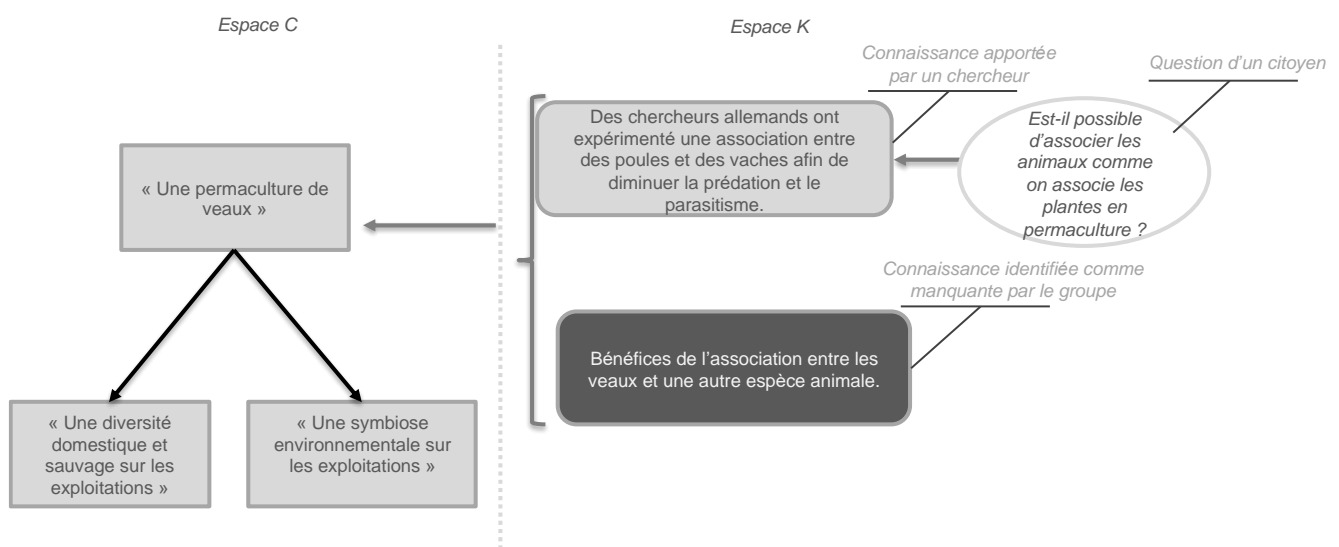 Espace C
Espace K
Connaissance apportée
par un chercheur
Question d'un citoyen
Des chercheurs allemands ont
expérimenté une association entre
des poules et des vaches afin de
diminuer la prédation et le
parasitisme.
Est-il possible
d'associer les
animaux comme
on associe les
plantes en
permaculture ?
« Une permaculture de
veaux »
Connaissance identifiée comme
manquante par le groupe
Bénéfices de l'association entre les
veaux et une autre espèce animale.
« Une diversité
domestique et
sauvage sur les
exploitations »
« Une symbiose
environnementale sur
les exploitations »